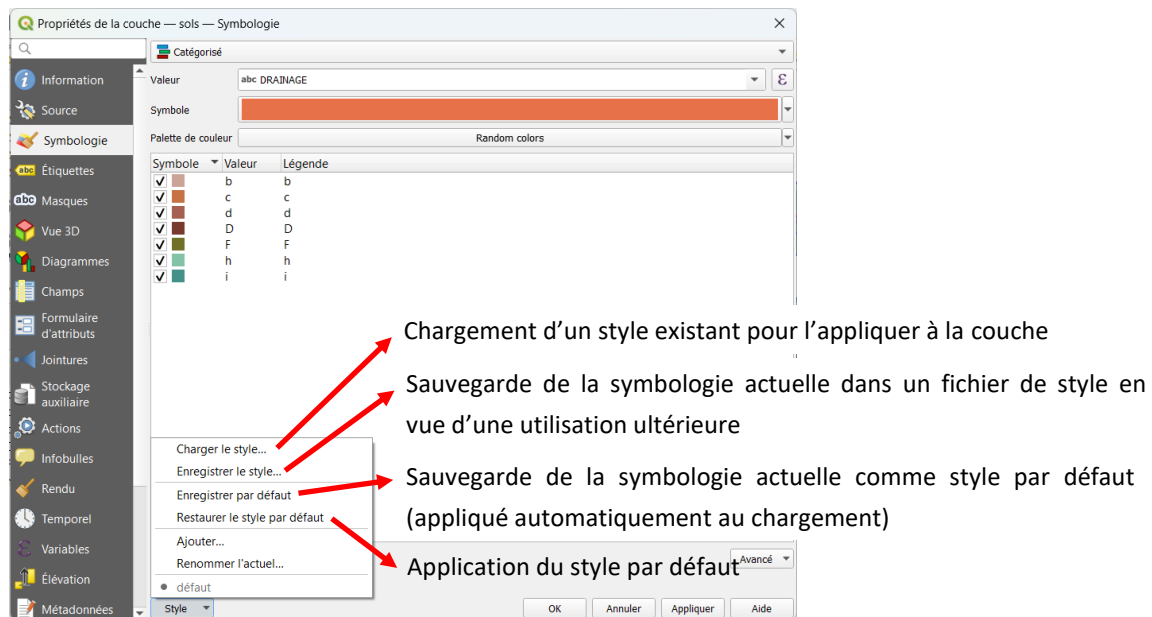 Propriétés de la couche — sols — Symbologie
Catégorisé
Information
Source
Symbologie
abc Étiquettes
abc Masques
Vue 3D
Diagrammes
Champs
Formulaire
d'attributs
Jointures
Stockage
auxiliaire
Actions
Infobulles
Rendu
Temporel
Variables
Élévation
Métadonnées
Valeur abc DRAINAGE ε
Symbole
Palette de couleur Random colors
Symbole Valeur Légende
b b
c c
d d
D D
F F
h h
i i
Charger le style...
Enregistrer le style...
Enregistrer par défaut
Restaurer le style par défaut
Ajouter...
Renommer l'actuel...
défaut
Style
Avancé
OK Annuler Appliquer Aide
Chargement d’un style existant pour l’appliquer à la couche
Sauvegarde de la symbologie actuelle dans un fichier de style en
vue d’une utilisation ultérieure
Sauvegarde de la symbologie actuelle comme style par défaut
(appliqué automatiquement au chargement)
Application du style par défaut